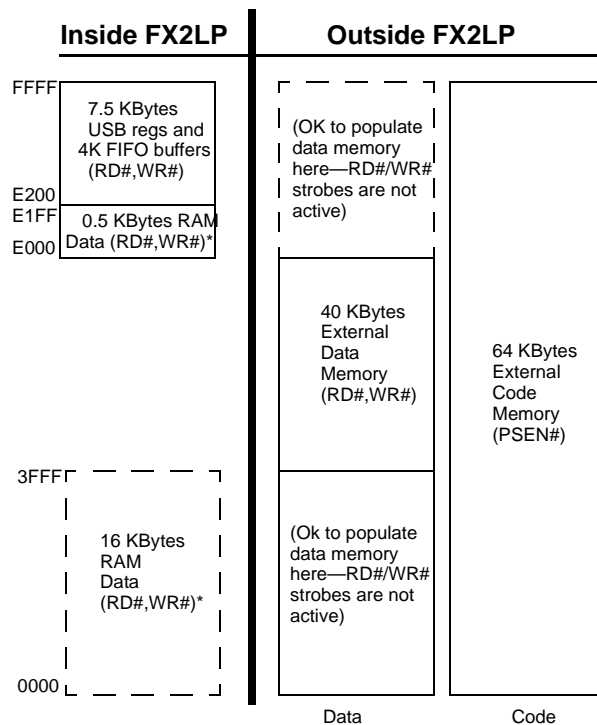 Inside FX2LP
Outside FX2LP
FFFF
7.5 KBytes
USB regs and
4K FIFO buffers
(RD#,WR#)
E200
E1FF
0.5 KBytes RAM
Data (RD#,WR#)*
E000
(OK to populate
data memory
here—RD#/WR#
strobes are not
active)
40 KBytes
External
Data
Memory
(RD#,WR#)
64 KBytes
External
Code
Memory
(PSEN#)
3FFF
16 KBytes
RAM
Data
(RD#,WR#)*
(Ok to populate
data memory
here—RD#/WR#
strobes are not
active)
0000
Data
Code